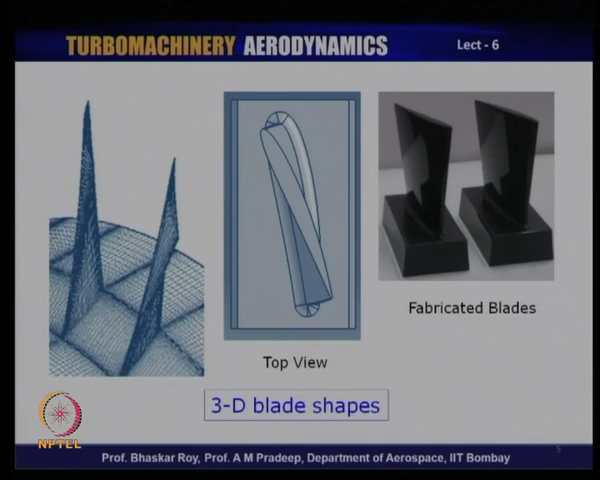 TURBOMACHINERY AERODYNAMICS
Lect - 6
Fabricated Blades
Top View
3-D blade shapes
NPTEL
5
Prof. Bhaskar Roy, Prof. A M Pradeep, Department of Aerospace, IIT Bombay